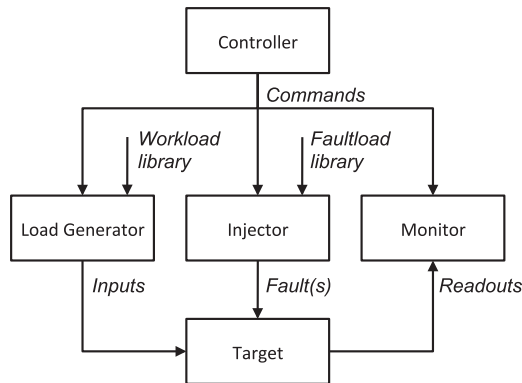 Controller
Commands
Workload
library
Faultload
library
Load Generator
Injector
Monitor
Inputs
Fault(s)
Readouts
Target